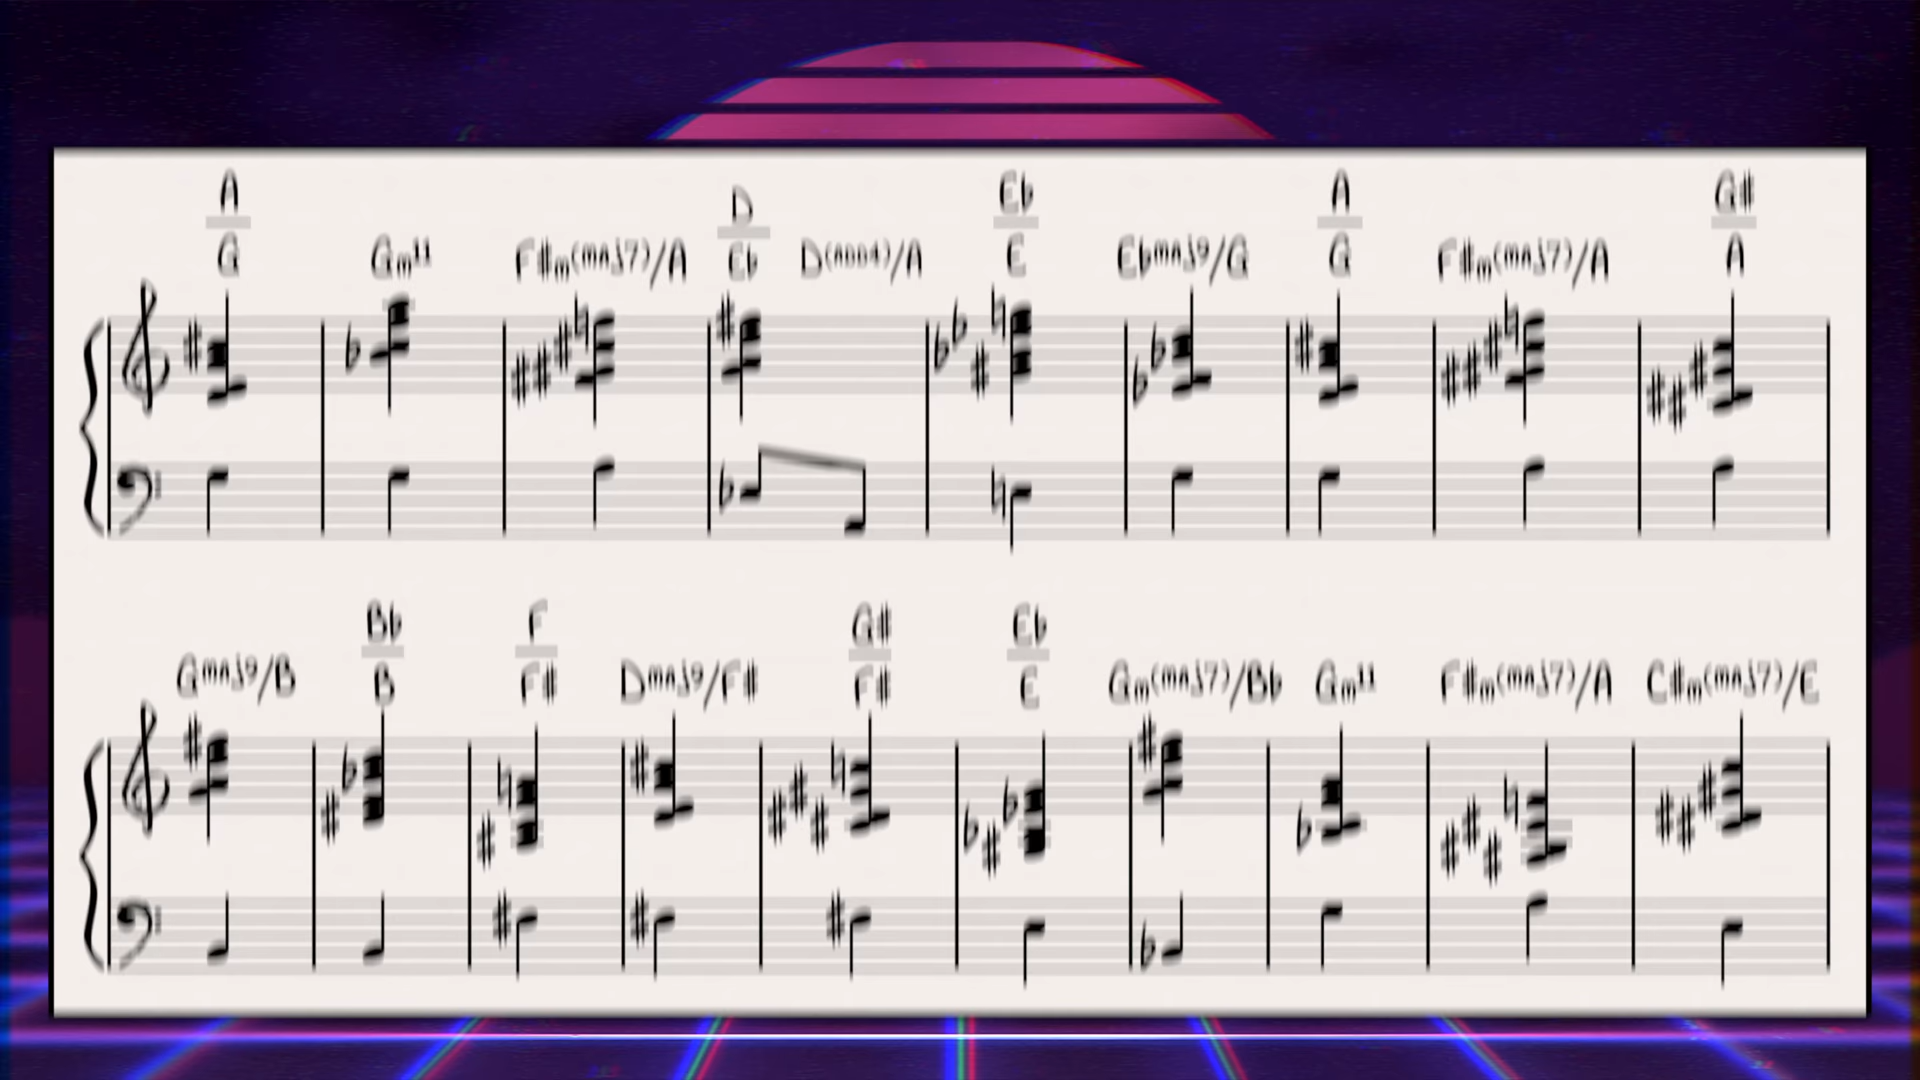 A D Eb A G#
G Gm11 F#m(maj7)/A Eb D(add4)/A E Ebmaj9/G G F#m(maj7)/A A
Bb F G# Eb
Gmaj9/B B F# Dmaj9/F# F# E Gm(maj7)/Bb Gm11 F#m(maj7)/A C#m(maj7)/E